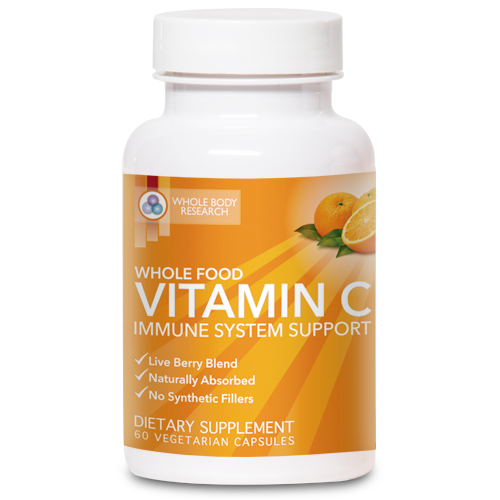 WHOLE BODY
RESEARCH
WHOLE FOOD
VITAMIN C
IMMUNE SYSTEM SUPPORT
Live Berry Blend
Naturally Absorbed
No Synthetic Fillers
DIETARY SUPPLEMENT
60 VEGETARIAN CAPSULES